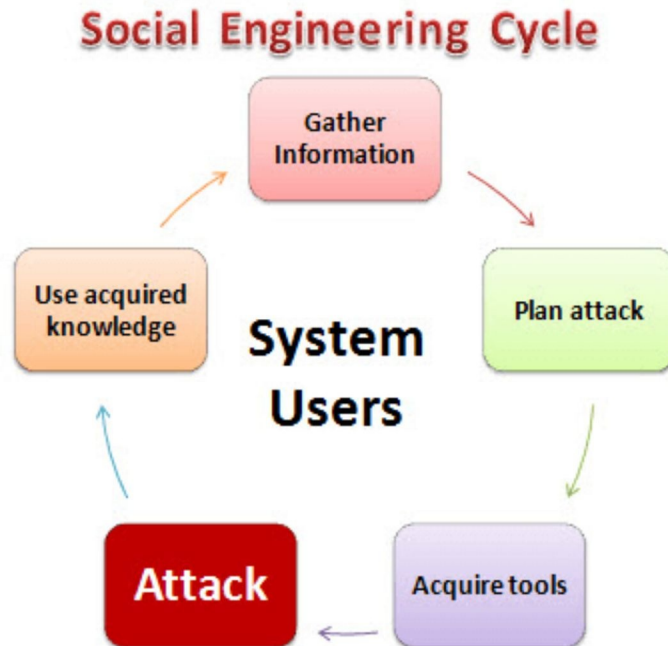 Social Engineering Cycle
Gather
Information
Plan attack
Acquire tools
Attack
Use acquired
knowledge
System
Users